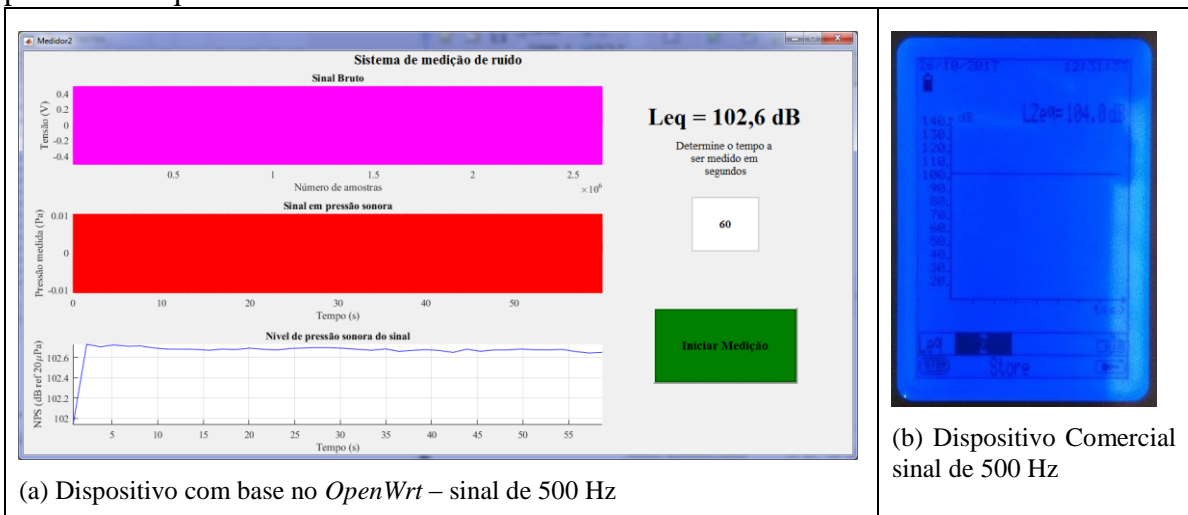 Medidor2
Sistema de medição de ruído
Sinal Bruto
Tensão (V)
0.4
0.2
0
-0.2
-0.4
0.5
1
1.5
2
2.5
×10⁶
Número de amostras
Sinal em pressão sonora
Pressão medida (Pa)
0.01
0
-0.01
0
10
20
30
40
50
Tempo (s)
Nível de pressão sonora do sinal
NPS (dB ref 20μPa)
102.6
102.4
102.2
102
5
10
15
20
25
30
35
40
45
50
55
Tempo (s)
Leq = 102,6 dB
Determine o tempo a
ser medido em
segundos
60
Iniciar Medição
(a) Dispositivo com base no OpenWrt – sinal de 500 Hz
26/10/2017
dB
LZeq=104.0dB
140
130
120
110
100
90
80
70
60
50
40
30
20
Leq
Store
(b) Dispositivo Comercial
sinal de 500 Hz